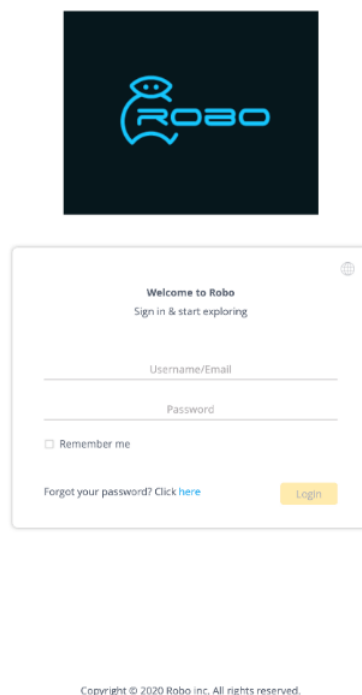 ROBO
Welcome to Robo
Sign in & start exploring
Username/Email
Password
Remember me
Forgot your password? Click here
Login
Copyright © 2020 Robo inc. All rights reserved.